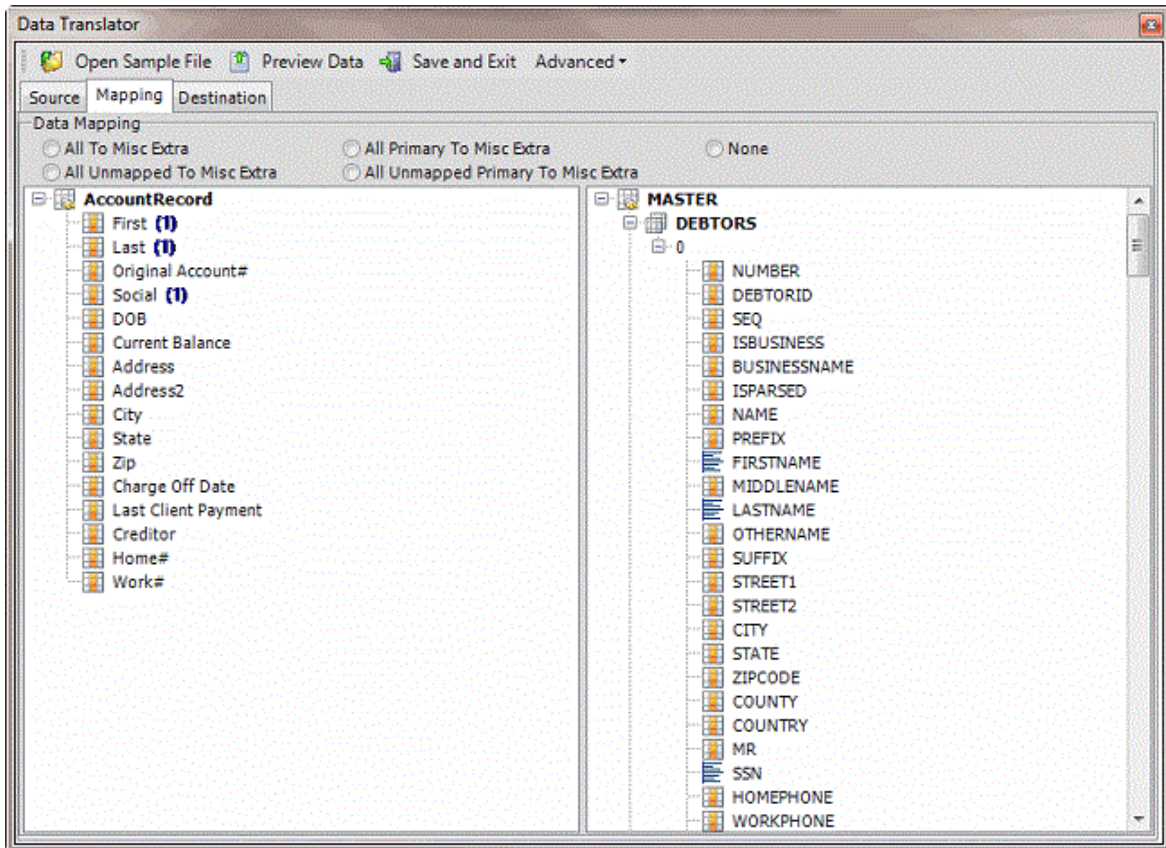 Data Translator
Open Sample File Preview Data Save and Exit Advanced
Source Mapping Destination
Data Mapping
All To Misc Extra All Primary To Misc Extra None
All Unmapped To Misc Extra All Unmapped Primary To Misc Extra
AccountRecord
First (1)
Last (1)
Original Account#
Social (1)
DOB
Current Balance
Address
Address2
City
State
Zip
Charge Off Date
Last Client Payment
Creditor
Home#
Work#
MASTER
DEBTORS
0
NUMBER
DEBTORID
SEQ
ISBUSINESS
BUSINESSNAME
ISPARSED
NAME
PREFIX
FIRSTNAME
MIDDLENAME
LASTNAME
OTHERNAME
SUFFIX
STREET1
STREET2
CITY
STATE
ZIPCODE
COUNTY
COUNTRY
MR
SSN
HOMEPHONE
WORKPHONE